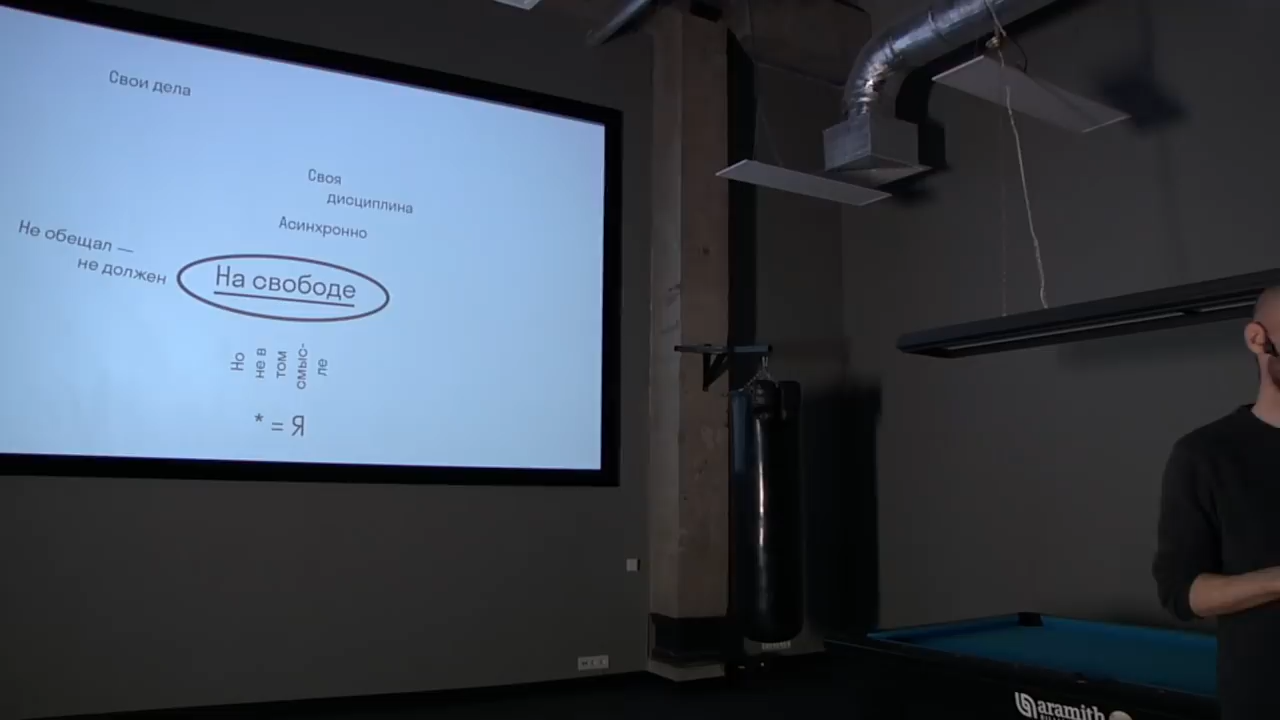 Свои дела
Своя
дисциплина
Асинхронно
Не обещал —
не должен
На свободе
Но
не в
том
смыс-
ле
* = Я
aramith